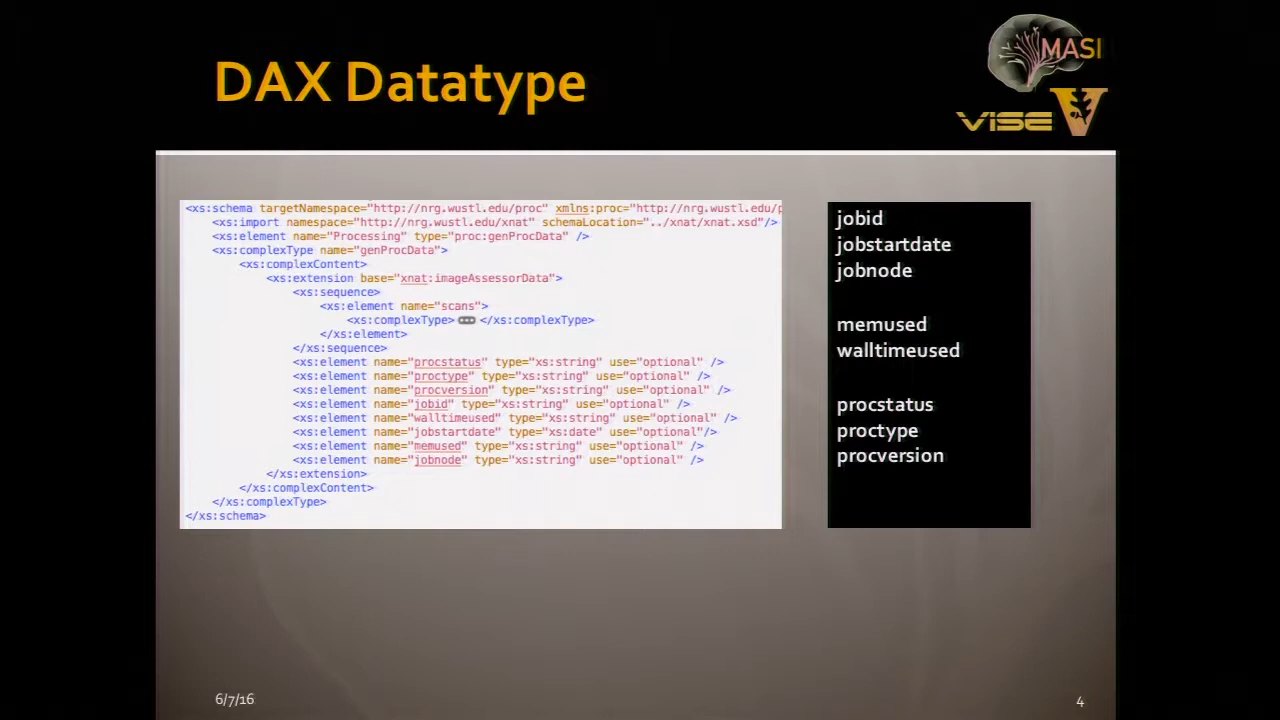 DAX Datatype
MASI
VISE V
<xs:schema targetNamespace="http://nrg.wustl.edu/proc" xmlns:proc="http://nrg.wustl.edu/p
<xs:import namespace="http://nrg.wustl.edu/xnat" schemaLocation="../xnat/xnat.xsd"/>
<xs:element name="Processing" type="proc:genProcData" />
<xs:complexType name="genProcData">
<xs:complexContent>
<xs:extension base="xnat:imageAssessorData">
<xs:sequence>
<xs:element name="scans">
<xs:complexType>•••</xs:complexType>
</xs:element>
</xs:sequence>
<xs:element name="procstatus" type="xs:string" use="optional" />
<xs:element name="proctype" type="xs:string" use="optional" />
<xs:element name="procversion" type="xs:string" use="optional" />
<xs:element name="jobid" type="xs:string" use="optional" />
<xs:element name="walltimeused" type="xs:string" use="optional" />
<xs:element name="jobstartdate" type="xs:date" use="optional"/>
<xs:element name="memused" type="xs:string" use="optional" />
<xs:element name="jobnode" type="xs:string" use="optional" />
</xs:extension>
</xs:complexContent>
</xs:complexType>
</xs:schema>
jobid
jobstartdate
jobnode
memused
walltimeused
procstatus
proctype
procversion
6/7/16
4